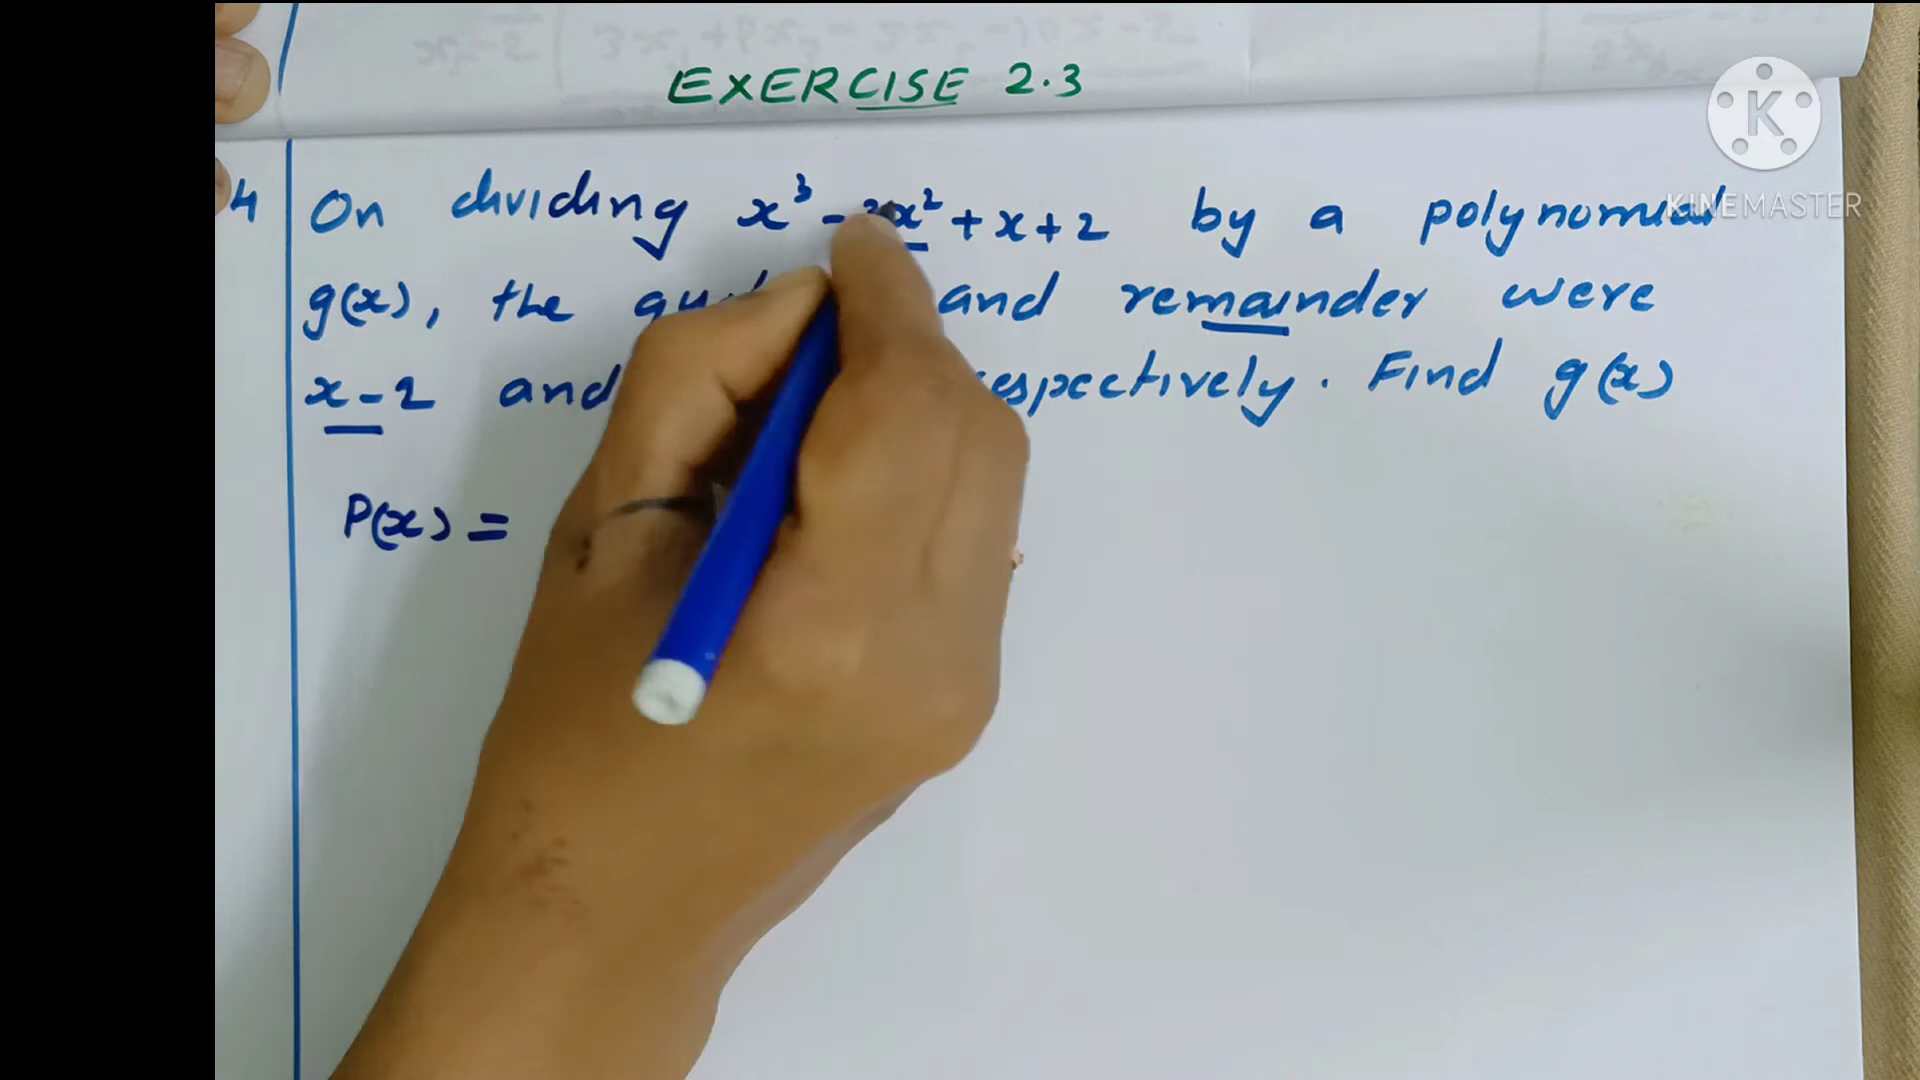 EXERCISE 2.3
4 On dividing x³ - 3x² + x + 2 by a polynomial
g(x), the and remainder were
x - 2 and respectively. Find g(x)
P(x) =
K
KINEMASTER